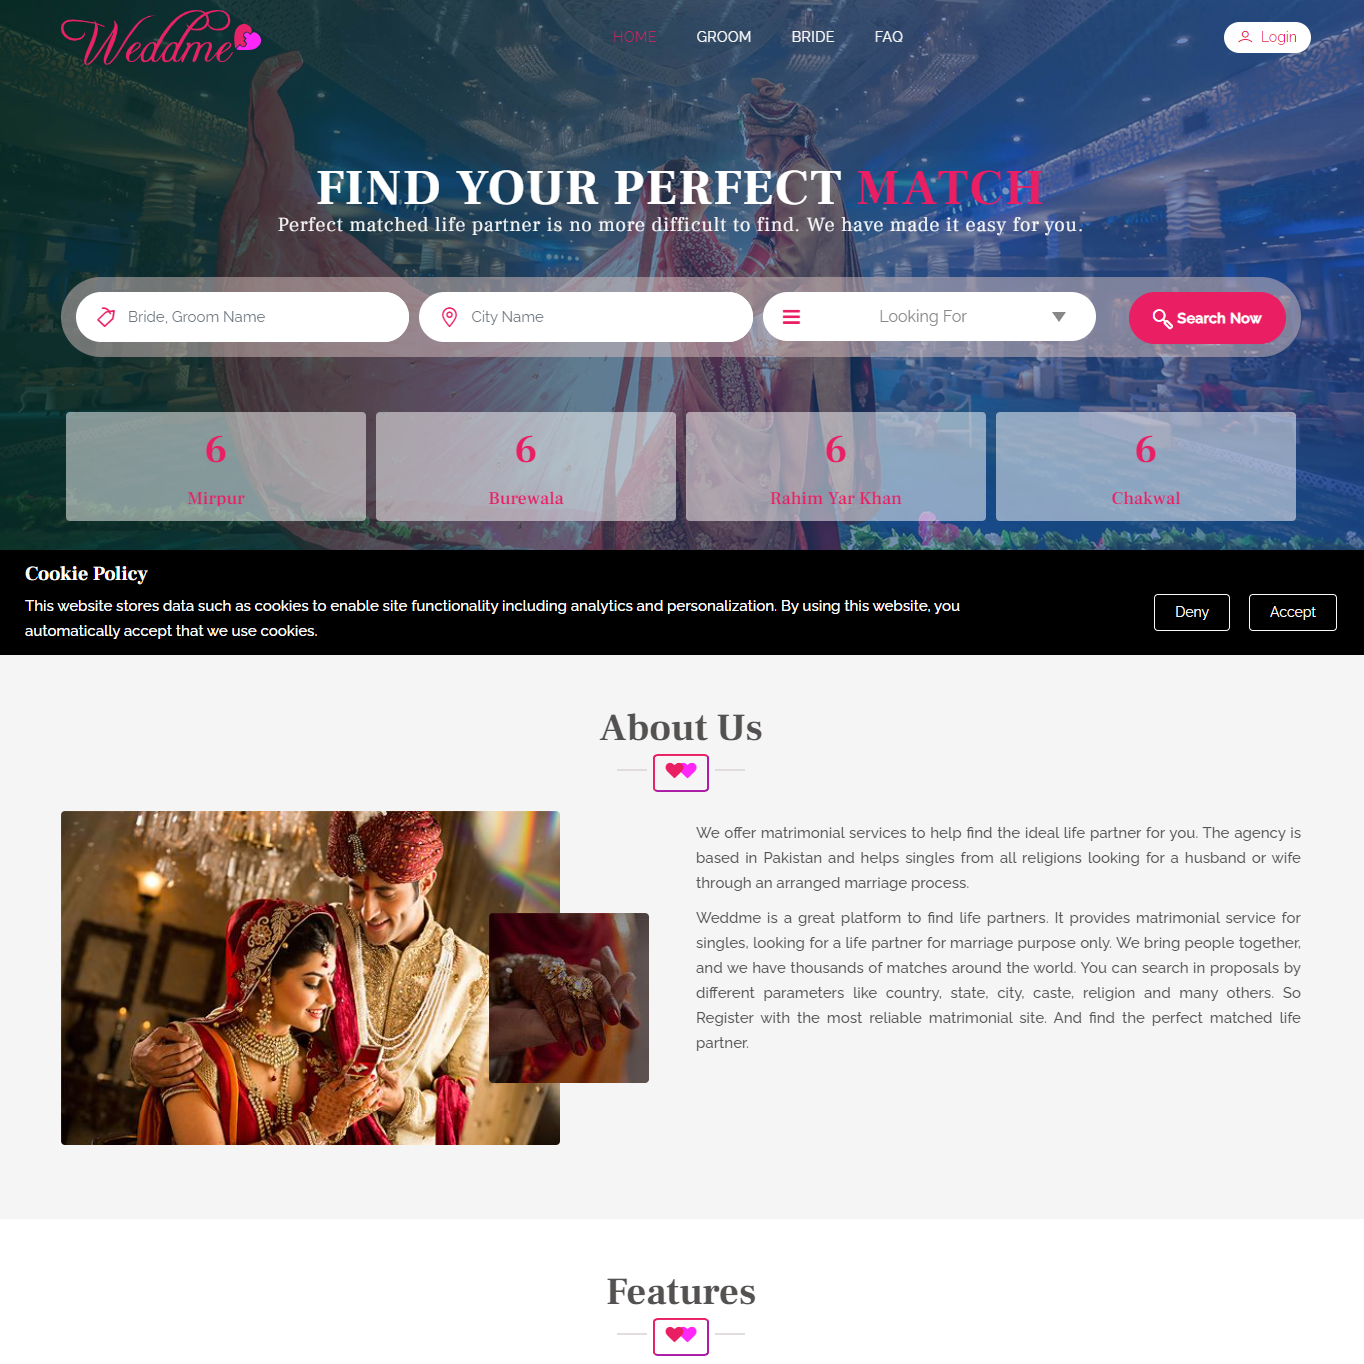 Weddme
HOME
GROOM
BRIDE
FAQ
Login
FIND YOUR PERFECT MATCH
Perfect matched life partner is no more difficult to find. We have made it easy for you.
Bride, Groom Name
City Name
Looking For
Search Now
6
Mirpur
6
Burewala
6
Rahim Yar Khan
6
Chakwal
Cookie Policy
This website stores data such as cookies to enable site functionality including analytics and personalization. By using this website, you
automatically accept that we use cookies.
Deny
Accept
About Us
We offer matrimonial services to help find the ideal life partner for you. The agency is
based in Pakistan and helps singles from all religions looking for a husband or wife
through an arranged marriage process.
Weddme is a great platform to find life partners. It provides matrimonial service for
singles, looking for a life partner for marriage purpose only. We bring people together,
and we have thousands of matches around the world. You can search in proposals by
different parameters like country, state, city, caste, religion and many others. So
Register with the most reliable matrimonial site. And find the perfect matched life
partner.
Features